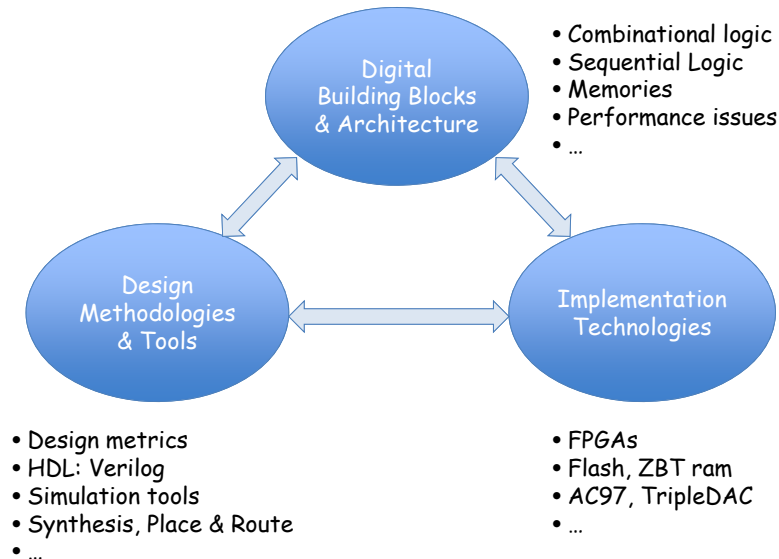 Digital
Building Blocks
& Architecture
• Combinational logic
• Sequential Logic
• Memories
• Performance issues
• …
Design
Methodologies
& Tools
Implementation
Technologies
• Design metrics
• HDL: Verilog
• Simulation tools
• Synthesis, Place & Route
• …
• FPGAs
• Flash, ZBT ram
• AC97, TripleDAC
• …